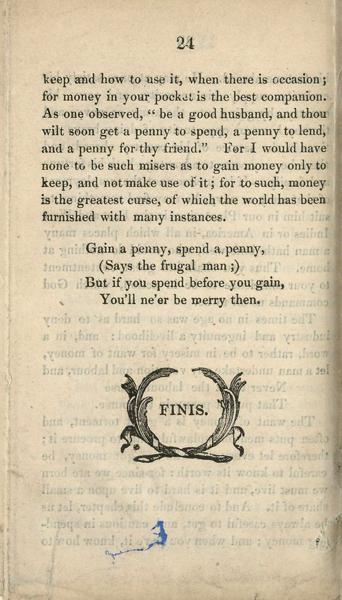 24
keep and how to use it, when there is occasion;
for money in your pocket is the best companion.
As one observed, “ be a good husband, and thou
wilt soon get a penny to spend, a penny to lend,
and a penny for thy friend.” For I would have
none to be such misers as to gain money only to
keep, and not make use of it; for to such, money
is the greatest curse, of which the world has been
furnished with many instances.
Gain a penny, spend a penny,
(Says the frugal man ;)
But if you spend before you gain,
You'll ne'er be merry then.
FINIS.